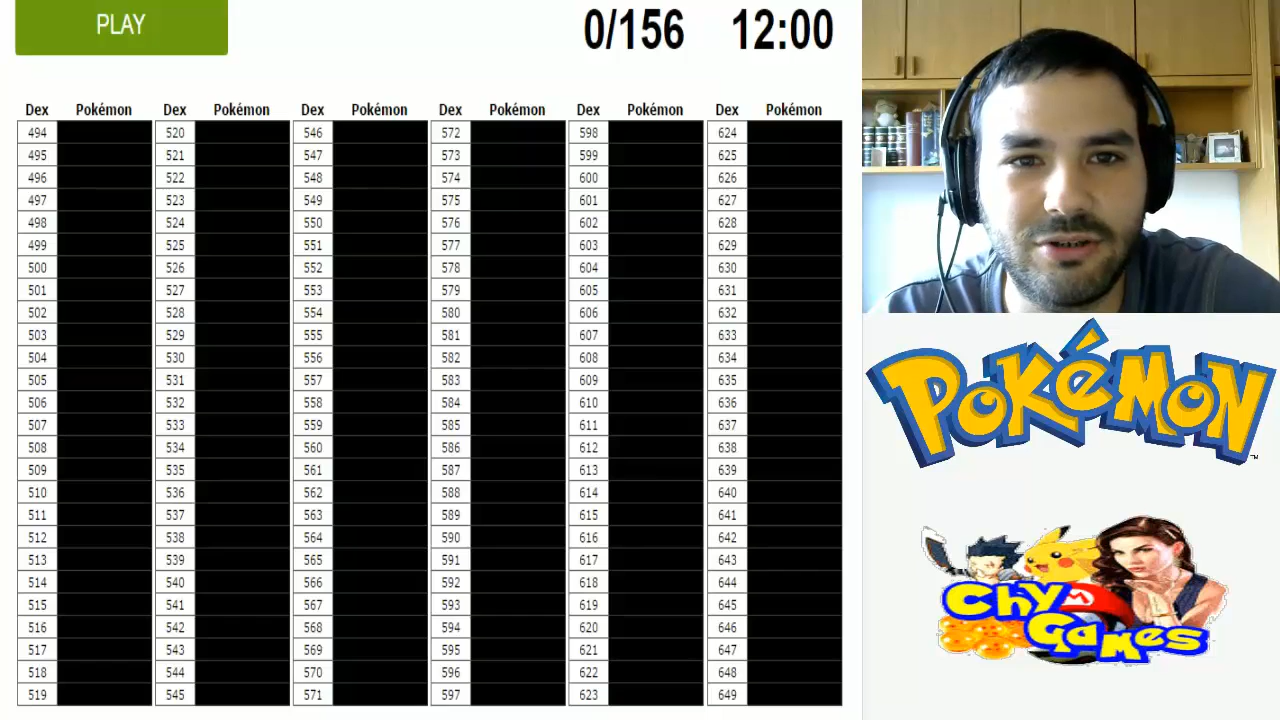 PLAY 0/156 12:00
Dex Pokémon Dex Pokémon Dex Pokémon Dex Pokémon Dex Pokémon Dex Pokémon
494 520 546 572 598 624
495 521 547 573 599 625
496 522 548 574 600 626
497 523 549 575 601 627
498 524 550 576 602 628
499 525 551 577 603 629
500 526 552 578 604 630
501 527 553 579 605 631
502 528 554 580 606 632
503 529 555 581 607 633
504 530 556 582 608 634
505 531 557 583 609 635
506 532 558 584 610 636
507 533 559 585 611 637
508 534 560 586 612 638
509 535 561 587 613 639
510 536 562 588 614 640
511 537 563 589 615 641
512 538 564 590 616 642
513 539 565 591 617 643
514 540 566 592 618 644
515 541 567 593 619 645
516 542 568 594 620 646
517 543 569 595 621 647
518 544 570 596 622 648
519 545 571 597 623 649
POKéMON
TM
M
Chy
Games